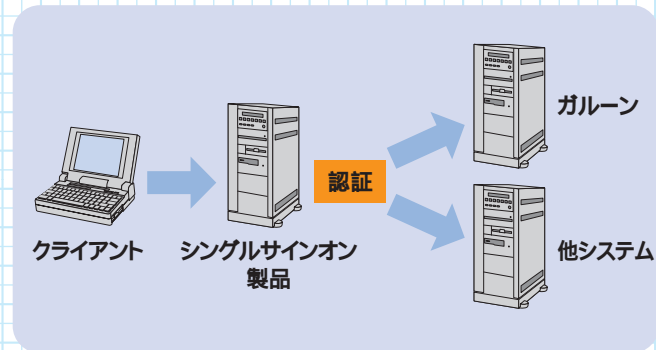 ガルーン
認証
クライアント
シングルサインオン
製品
他システム